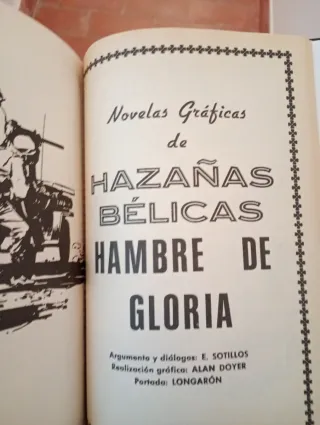 Novelas Gráficas
de
HAZAÑAS
BÉLICAS
HAMBRE DE
GLORIA
Argumento y diálogos: E. SOTILLOS
Realización gráfica: ALAN DOYER
Portada: LONGARÓN